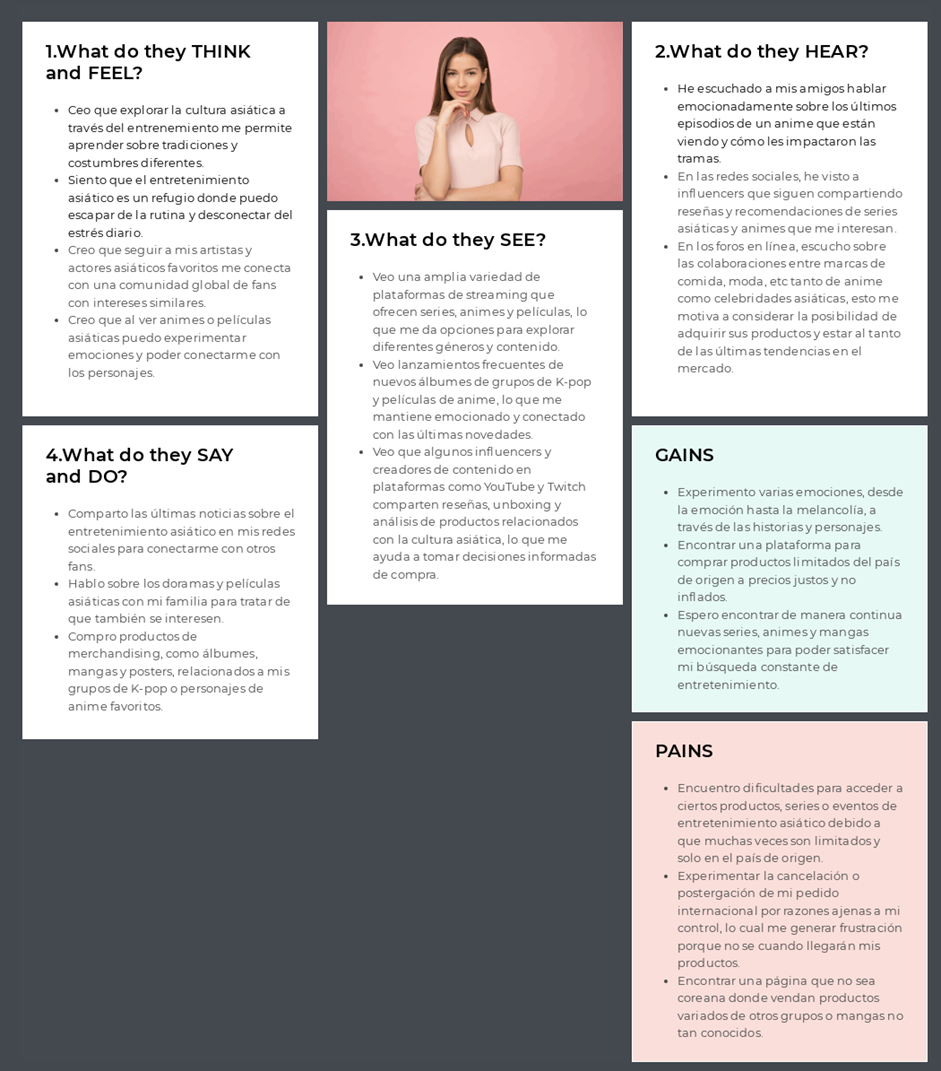 1.What do they THINK
and FEEL?
• Ceo que explorar la cultura asiática a
través del entrenemiento me permite
aprender sobre tradiciones y
costumbres diferentes.
• Siento que el entretenimiento
asiático es un refugio donde puedo
escapar de la rutina y desconectar del
estrés diario.
• Creo que seguir a mis artistas y
actores asiáticos favoritos me conecta
con una comunidad global de fans
con intereses similares.
• Creo que al ver animes o películas
asiáticas puedo experimentar
emociones y poder conectarme con
los personajes.
2.What do they HEAR?
• He escuchado a mis amigos hablar
emocionadamente sobre los últimos
episodios de un anime que están
viendo y cómo les impactaron las
tramas.
• En las redes sociales, he visto a
influencers que siguen compartiendo
reseñas y recomendaciones de series
asiáticas y animes que me interesan.
• En los foros en línea, escucho sobre
las colaboraciones entre marcas de
comida, moda, etc tanto de anime
como celebridades asiáticas, esto me
motiva a considerar la posibilidad de
adquirir sus productos y estar al tanto
de las últimas tendencias en el
mercado.
3.What do they SEE?
• Veo una amplia variedad de
plataformas de streaming que
ofrecen series, animes y películas, lo
que me da opciones para explorar
diferentes géneros y contenido.
• Veo lanzamientos frecuentes de
nuevos álbumes de grupos de K-pop
y películas de anime, lo que me
mantiene emocionado y conectado
con las últimas novedades.
• Veo que algunos influencers y
creadores de contenido en
plataformas como YouTube y Twitch
comparten reseñas, unboxing y
análisis de productos relacionados
con la cultura asiática, lo que me
ayuda a tomar decisiones informadas
de compra.
4.What do they SAY
and DO?
• Comparto las últimas noticias sobre el
entretenimiento asiático en mis redes
sociales para conectarme con otros
fans.
• Hablo sobre los doramas y películas
asiáticas con mi familia para tratar de
que también se interesen.
• Compro productos de
merchandising, como álbumes,
mangas y posters, relacionados a mis
grupos de K-pop o personajes de
anime favoritos.
GAINS
• Experimento varias emociones, desde
la emoción hasta la melancolía, a
través de las historias y personajes.
• Encontrar una plataforma para
comprar productos limitados del país
de origen a precios justos y no
inflados.
• Espero encontrar de manera continua
nuevas series, animes y mangas
emocionantes para poder satisfacer
mi búsqueda constante de
entretenimiento.
PAINS
• Encuentro dificultades para acceder a
ciertos productos, series o eventos de
entretenimiento asiático debido a
que muchas veces son limitados y
solo en el país de origen.
• Experimentar la cancelación o
postergación de mi pedido
internacional por razones ajenas a mi
control, lo cual me generar frustración
porque no se cuando llegarán mis
productos.
• Encontrar una página que no sea
coreana donde vendan productos
variados de otros grupos o mangas no
tan conocidos.